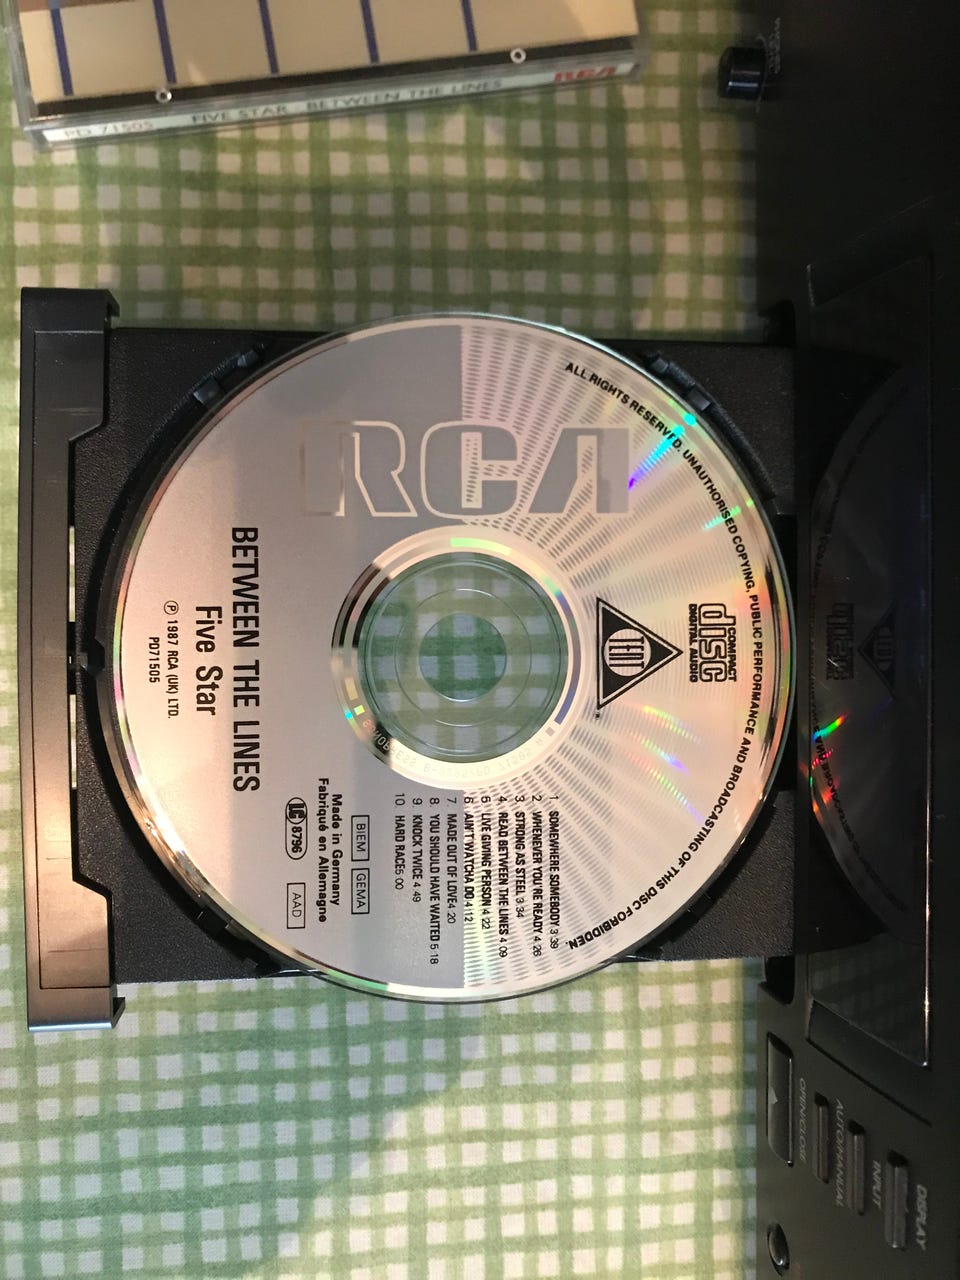 PD 71505 FIVE STAR · BETWEEN THE LINES RCA
RCA
ALL RIGHTS RESERVED. UNAUTHORISED COPYING, PUBLIC PERFORMANCE AND BROADCASTING OF THIS DISC FORBIDDEN.
COMPACT
disc
DIGITAL AUDIO
TENT
1. SOMEWHERE SOMEBODY 3:39
2. WHENEVER YOU'RE READY 4:26
3. STRONG AS STEEL 3:34
4. READ BETWEEN THE LINES 4:09
5. LIVE GIVING PERSON 4:22
6. AIN'T WATCHA DO 4:12
7. MADE OUT OF LOVE 4:20
8. YOU SHOULD HAVE WAITED 5:18
9. KNOCK TWICE 4:49
10. HARD RACE 5:00
BIEM GEMA
Made in Germany
Fabriqué en Allemagne
LC 8796 AAD
BETWEEN THE LINES
Five Star
℗ 1987 RCA (UK) LTD.
PD71505
OPEN/CLOSE
AUTO/MANUAL
INPUT
DISPLAY